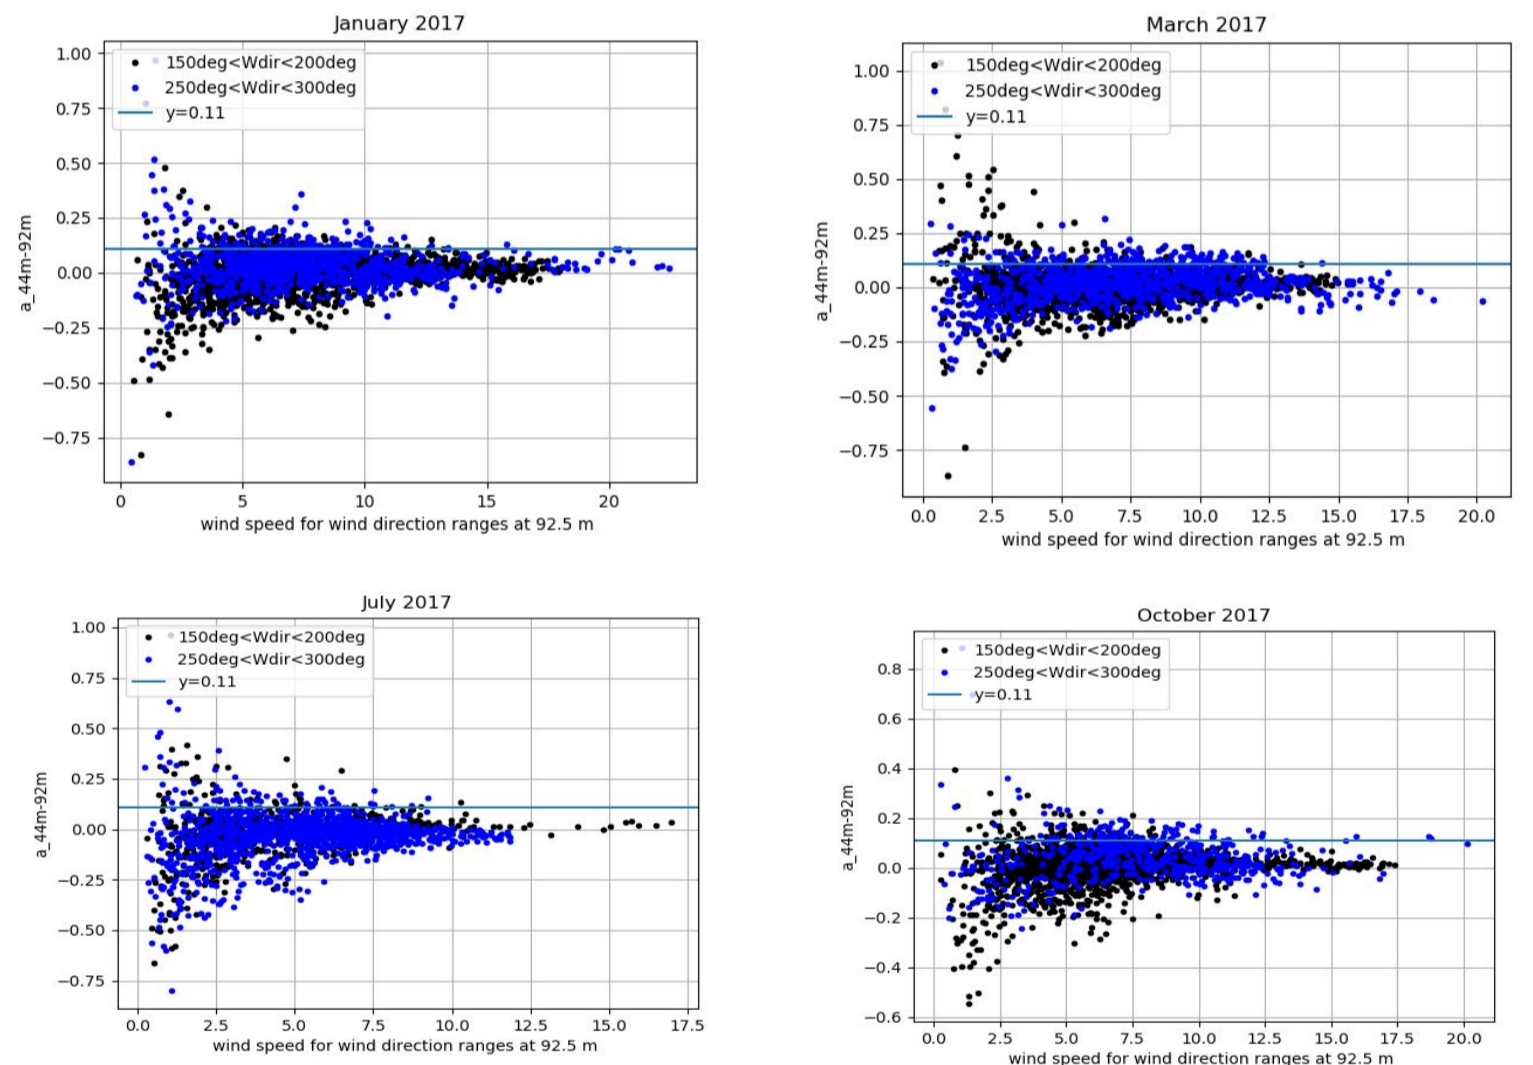 January 2017
1.00
0.75
0.50
0.25
0.00
−0.25
−0.50
−0.75
a_44m-92m
150deg<Wdir<200deg
250deg<Wdir<300deg
y=0.11
0 5 10 15 20
wind speed for wind direction ranges at 92.5 m
March 2017
1.00
0.75
0.50
0.25
0.00
−0.25
−0.50
−0.75
a_44m-92m
150deg<Wdir<200deg
250deg<Wdir<300deg
y=0.11
0.0 2.5 5.0 7.5 10.0 12.5 15.0 17.5 20.0
wind speed for wind direction ranges at 92.5 m
July 2017
1.00
0.75
0.50
0.25
0.00
−0.25
−0.50
−0.75
a_44m-92m
150deg<Wdir<200deg
250deg<Wdir<300deg
y=0.11
0.0 2.5 5.0 7.5 10.0 12.5 15.0 17.5
wind speed for wind direction ranges at 92.5 m
October 2017
0.8
0.6
0.4
0.2
0.0
−0.2
−0.4
−0.6
a_44m-92m
150deg<Wdir<200deg
250deg<Wdir<300deg
y=0.11
0.0 2.5 5.0 7.5 10.0 12.5 15.0 17.5 20.0
wind speed for wind direction ranges at 92.5 m